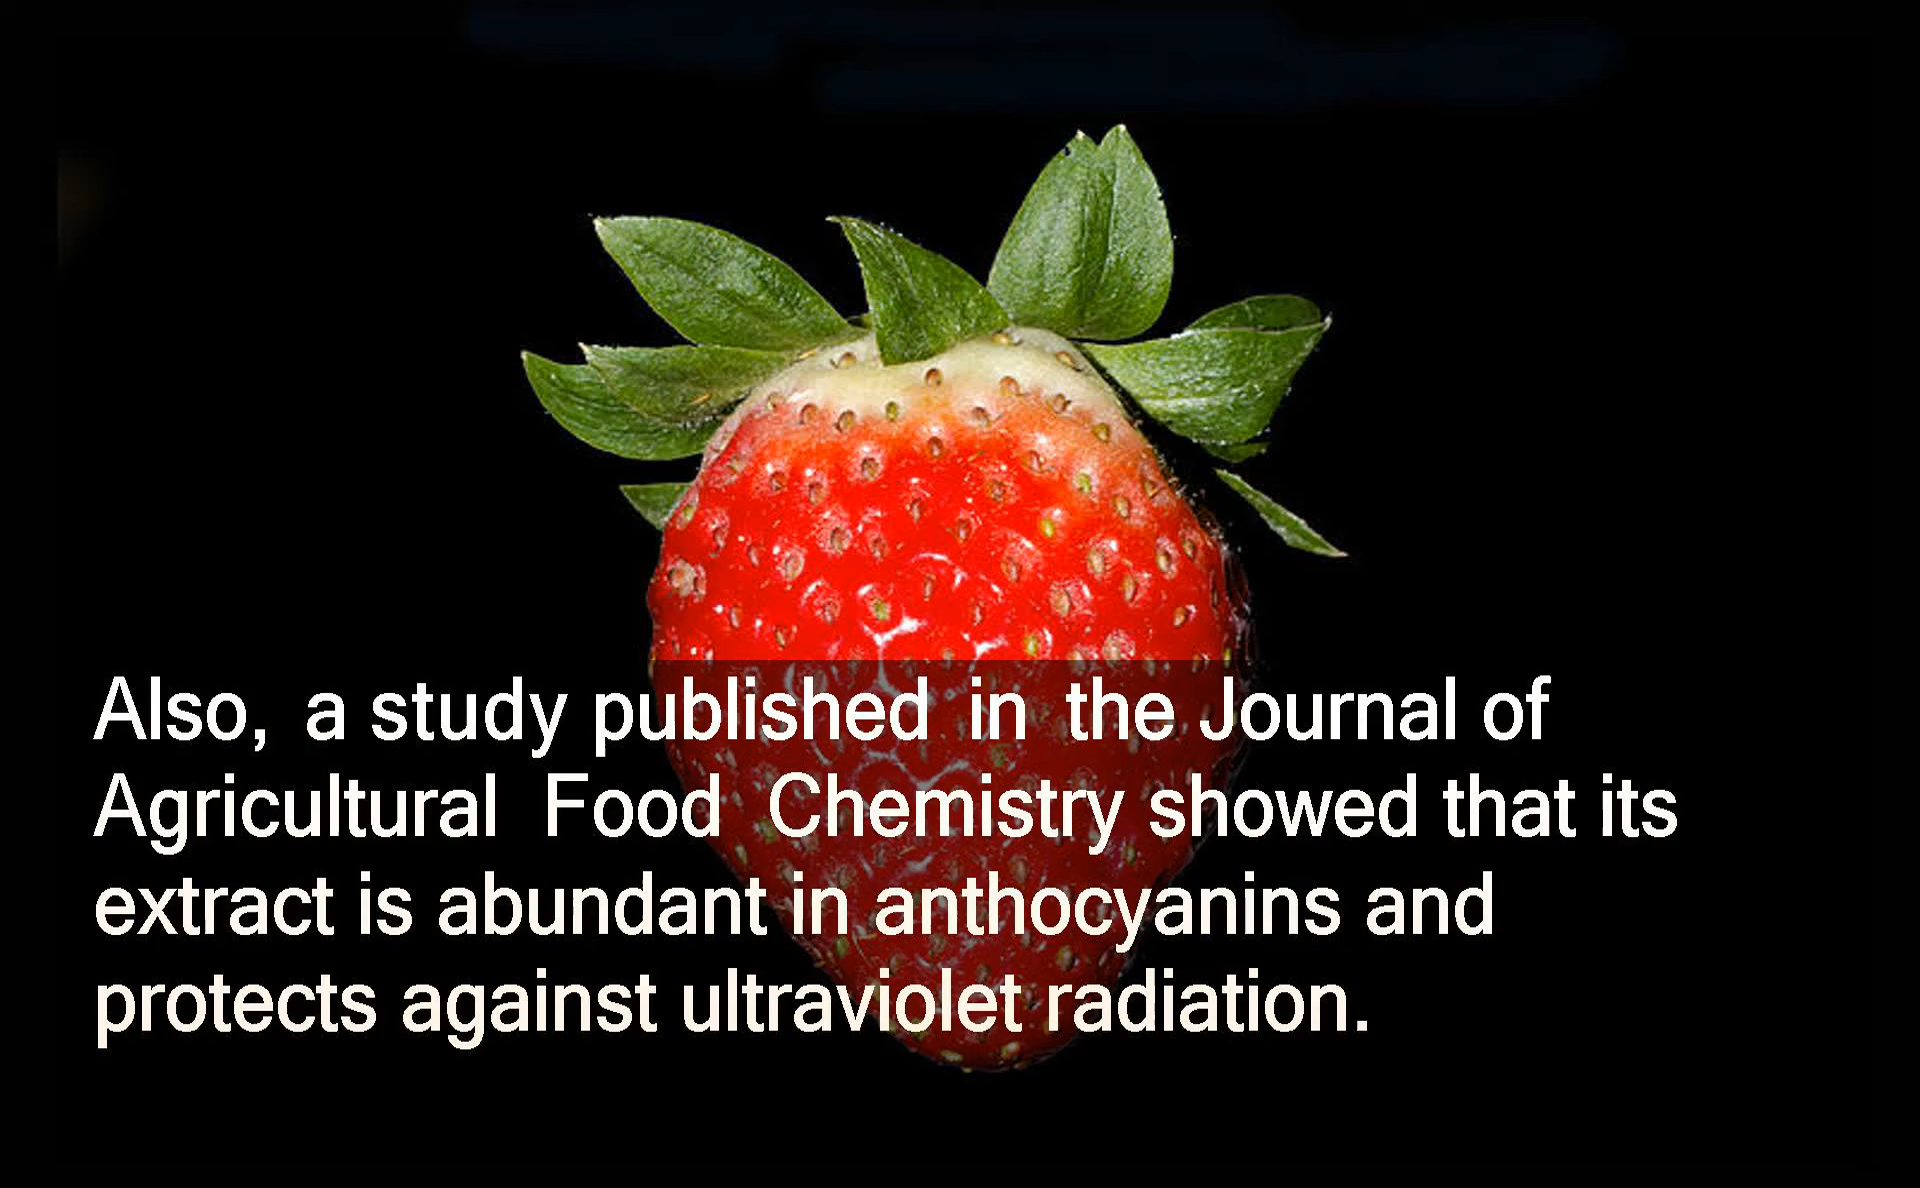 Also, a study published in the Journal of
Agricultural Food Chemistry showed that its
extract is abundant in anthocyanins and
protects against ultraviolet radiation.